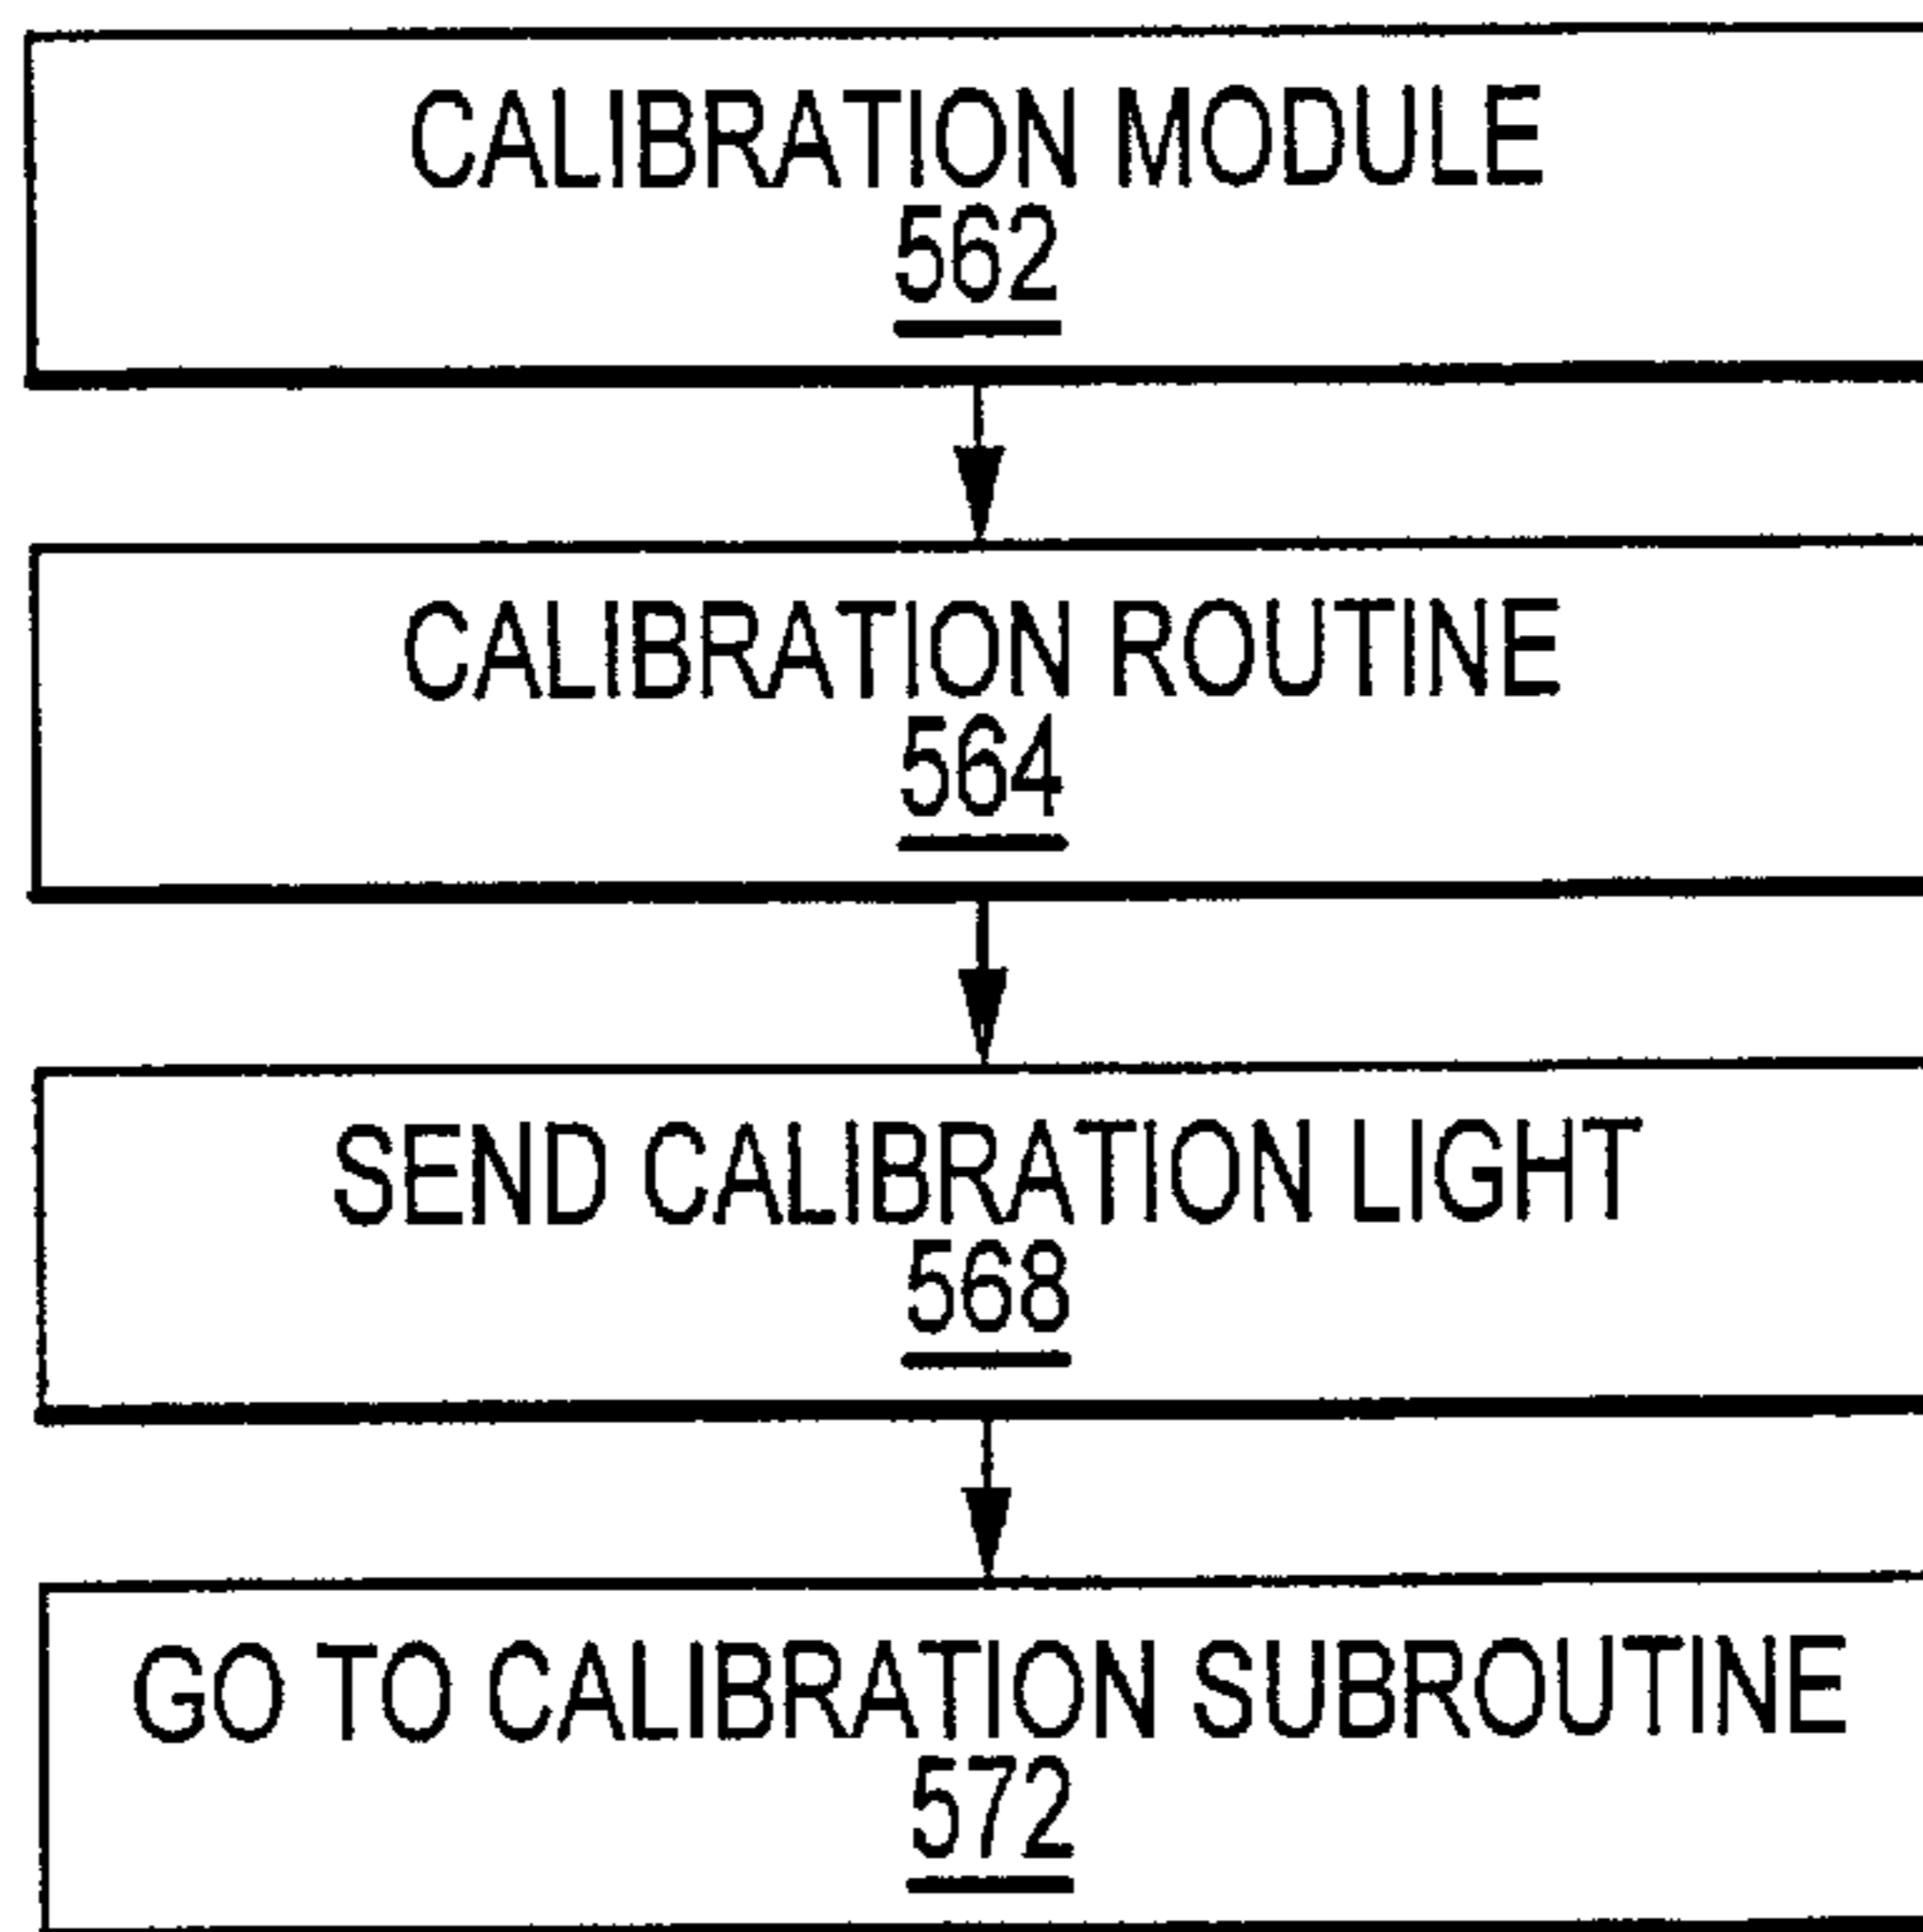 CALIBRATION MODULE
562
CALIBRATION ROUTINE
564
SEND CALIBRATION LIGHT
568
GO TO CALIBRATION SUBROUTINE
572